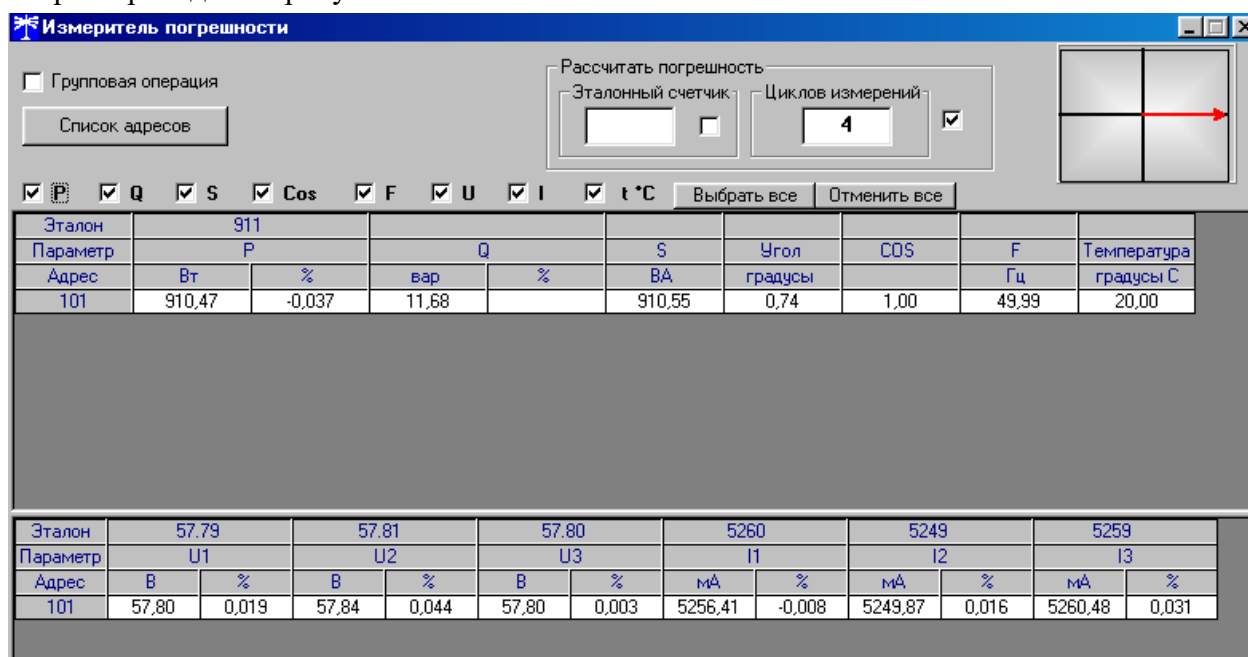 Измеритель погрешности
Групповая операция
Список адресов
Рассчитать погрешность
Эталонный счетчик
Циклов измерений
4
P Q S Cos F U I t °C Выбрать все Отменить все
Эталон 911
Параметр P Q S Угол COS F Температура
Адрес Вт % вар % ВА градусы Гц градусы С
101 910,47 -0,037 11,68 910,55 0,74 1,00 49,99 20,00
Эталон 57.79 57.81 57.80 5260 5249 5259
Параметр U1 U2 U3 I1 I2 I3
Адрес В % В % В % мА % мА % мА %
101 57,80 0,019 57,84 0,044 57,80 0,003 5256,41 -0,008 5249,87 0,016 5260,48 0,031